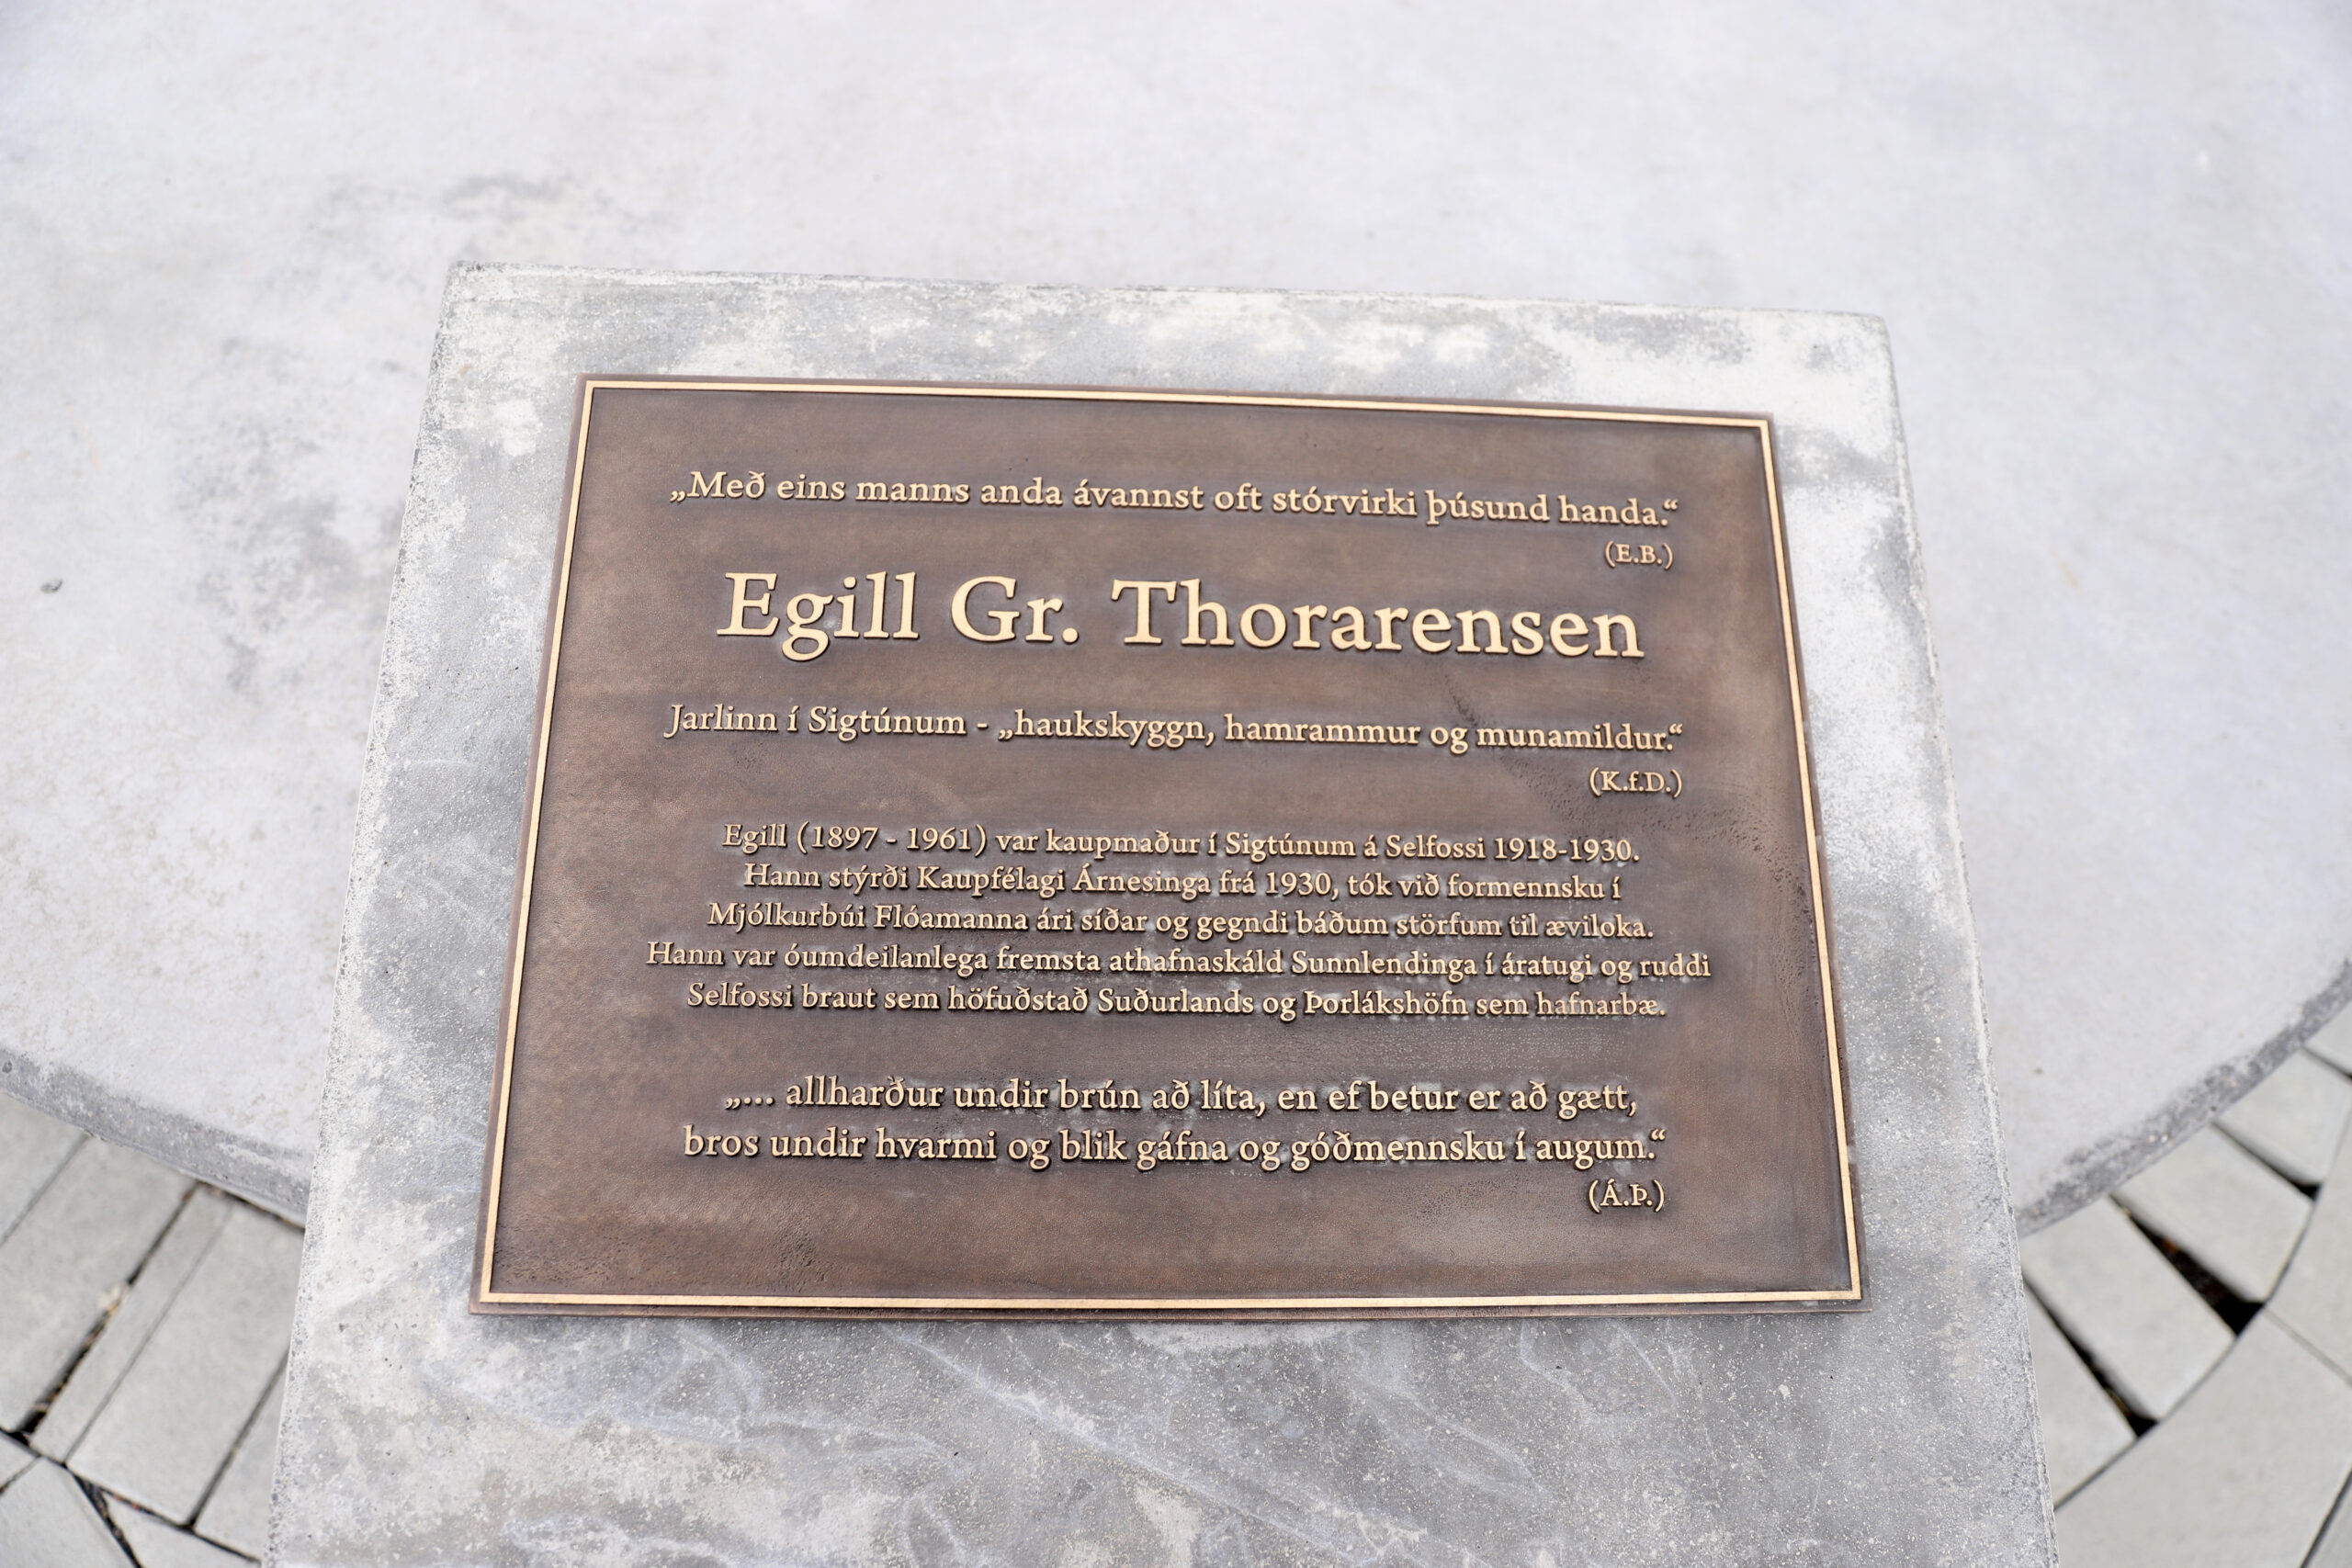 „Með eins manns anda ávannst oft stórvirki þúsund handa.“
(E.B.)
Egill Gr. Thorarensen
Jarlinn í Sigtúnum - „haukskyggn, hamrammur og munamildur.“
(K.f.D.)
Egill (1897 - 1961) var kaupmaður í Sigtúnum á Selfossi 1918-1930.
Hann stýrði Kaupfélagi Árnesinga frá 1930, tók við formennsku í
Mjólkurbúi Flóamanna ári síðar og gegndi báðum störfum til æviloka.
Hann var óumdeilanlega fremsta athafnaskáld Sunnlendinga í áratugi og ruddi
Selfossi braut sem höfuðstað Suðurlands og Þorlákshöfn sem hafnarbæ.
„... allharður undir brún að líta, en ef betur er að gætt,
bros undir hvarmi og blik gáfna og góðmennsku í augum.“
(Á.Þ.)